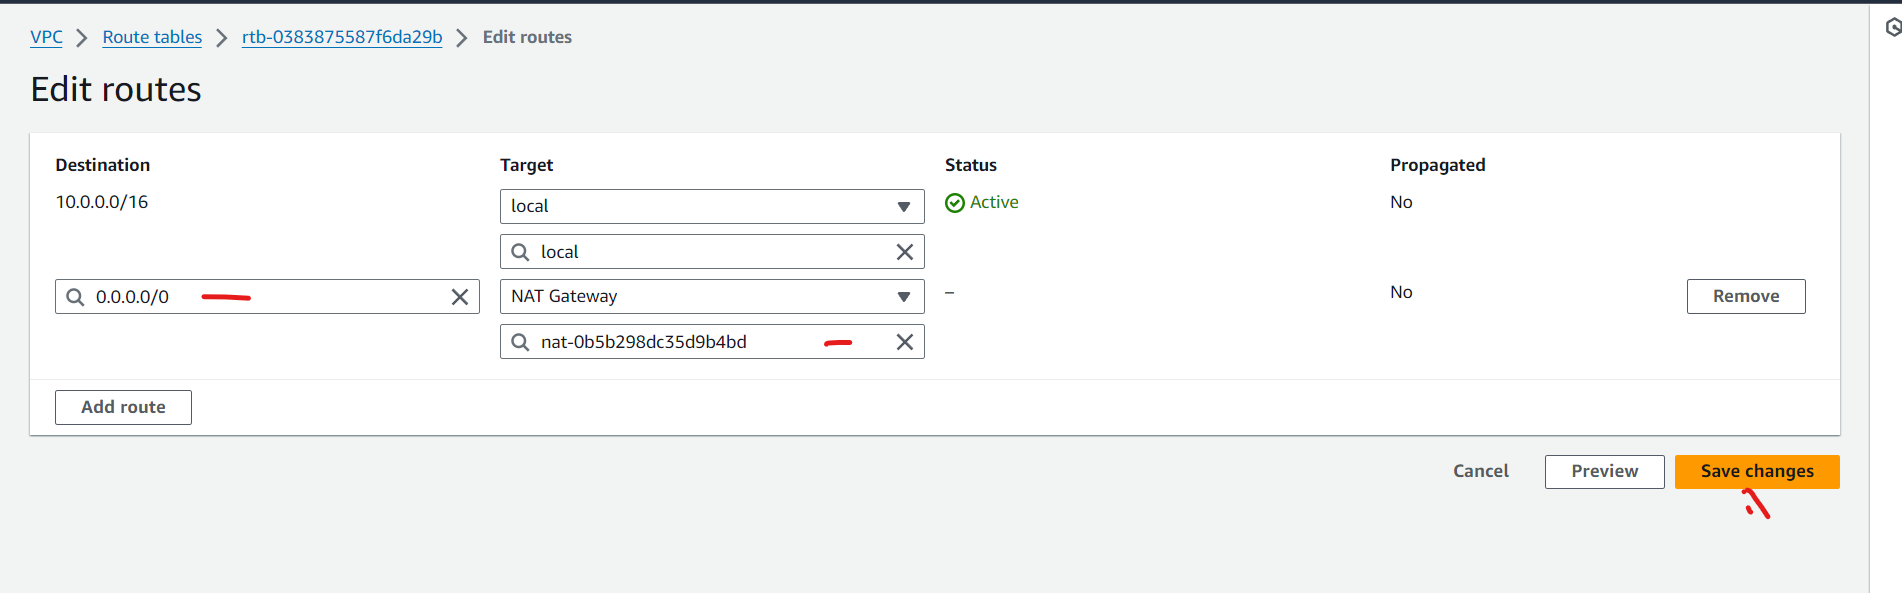 VPC > Route tables > rtb-0383875587f6da29b > Edit routes
Edit routes
Destination Target Status Propagated
10.0.0.0/16 local Active No
local
0.0.0.0/0 NAT Gateway – No Remove
nat-0b5b298dc35d9b4bd
Add route
Cancel Preview Save changes